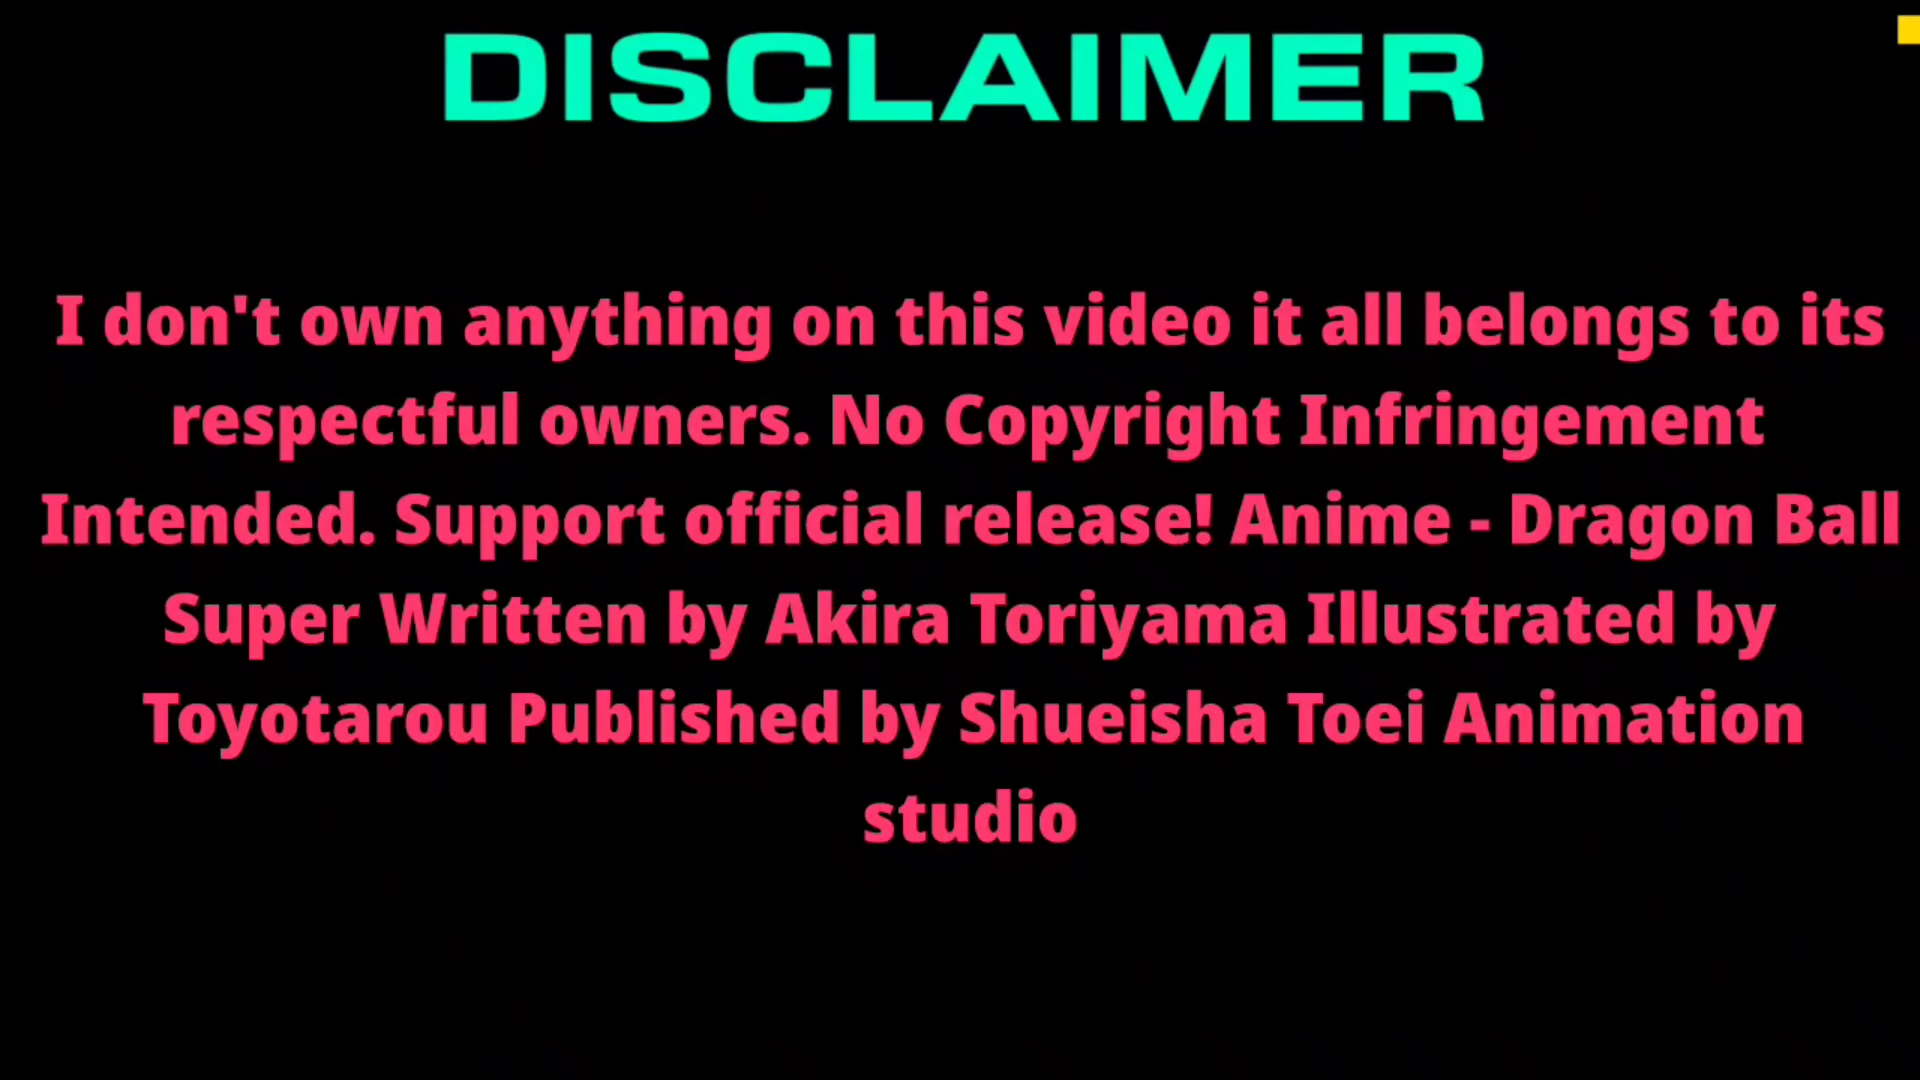 DISCLAIMER
I don't own anything on this video it all belongs to its
respectful owners. No Copyright Infringement
Intended. Support official release! Anime - Dragon Ball
Super Written by Akira Toriyama Illustrated by
Toyotarou Published by Shueisha Toei Animation
studio